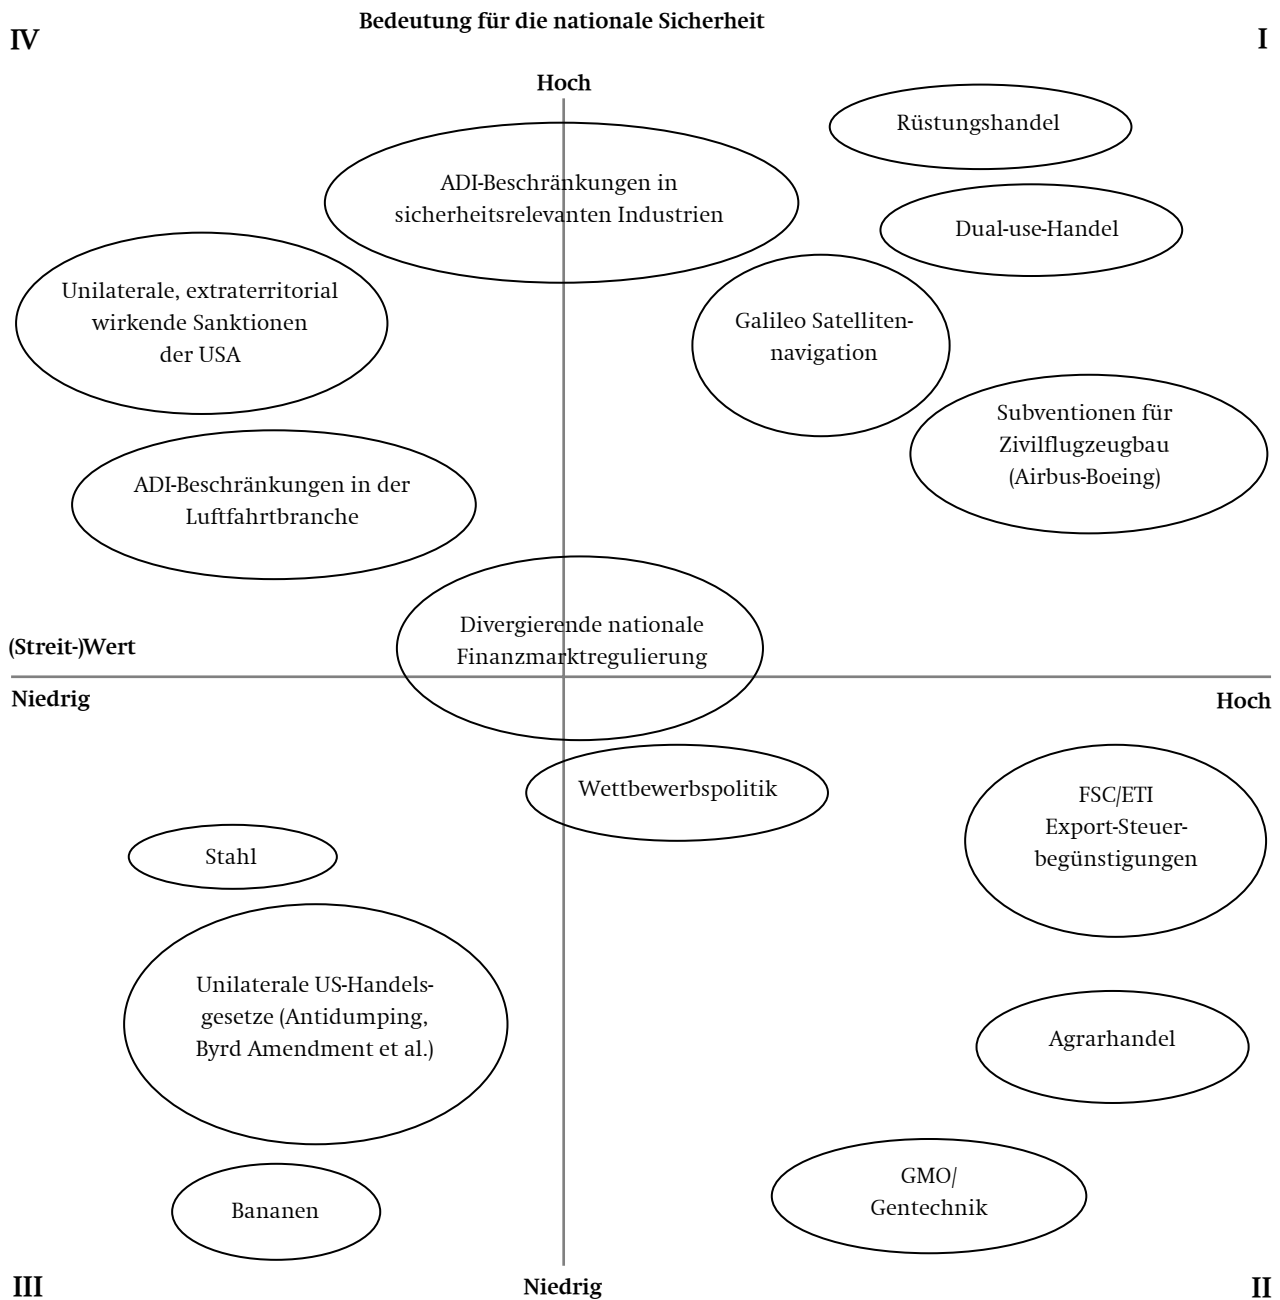 Bedeutung für die nationale Sicherheit
IV
I
Hoch
Rüstungshandel
ADI-Beschränkungen in
sicherheitsrelevanten Industrien
Dual-use-Handel
Unilaterale, extraterritorial
wirkende Sanktionen
der USA
Galileo Satelliten-
navigation
Subventionen für
Zivilflugzeugbau
(Airbus-Boeing)
ADI-Beschränkungen in der
Luftfahrtbranche
Divergierende nationale
Finanzmarktregulierung
(Streit-)Wert
Niedrig
Hoch
Wettbewerbspolitik
FSC/ETI
Export-Steuer-
begünstigungen
Stahl
Unilaterale US-Handels-
gesetze (Antidumping,
Byrd Amendment et al.)
Agrarhandel
GMO/
Gentechnik
Bananen
III
Niedrig
II